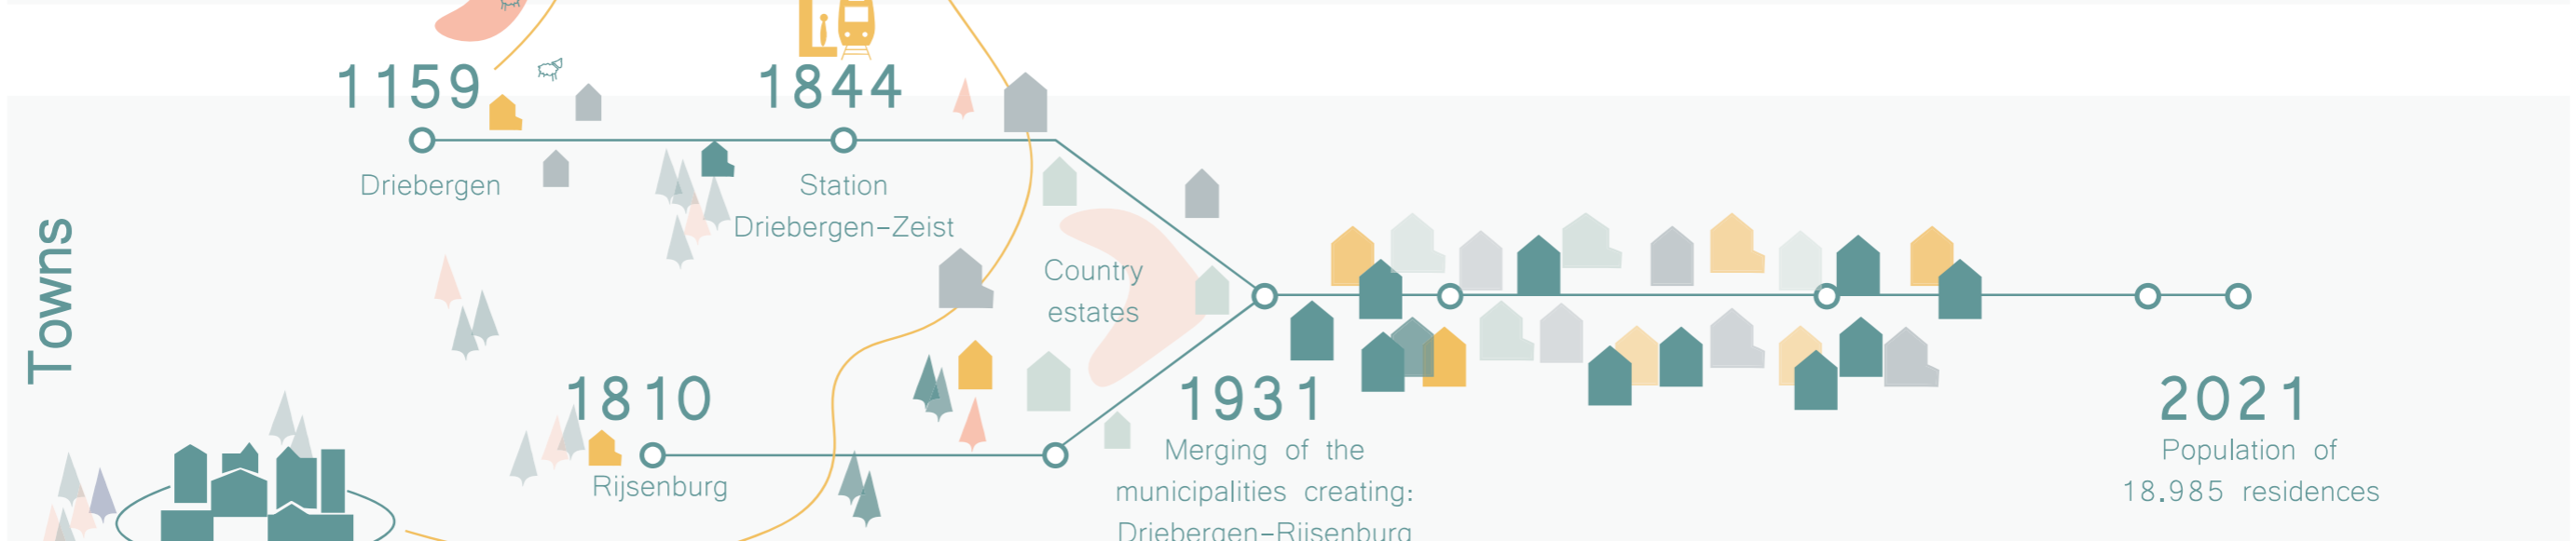 1159
1844
Driebergen
Station
Driebergen-Zeist
Towns
Country
estates
1810
1931
2021
Rijsenburg
Merging of the
municipalities creating:
Driebergen-Rijsenburg
Population of
18.985 residences